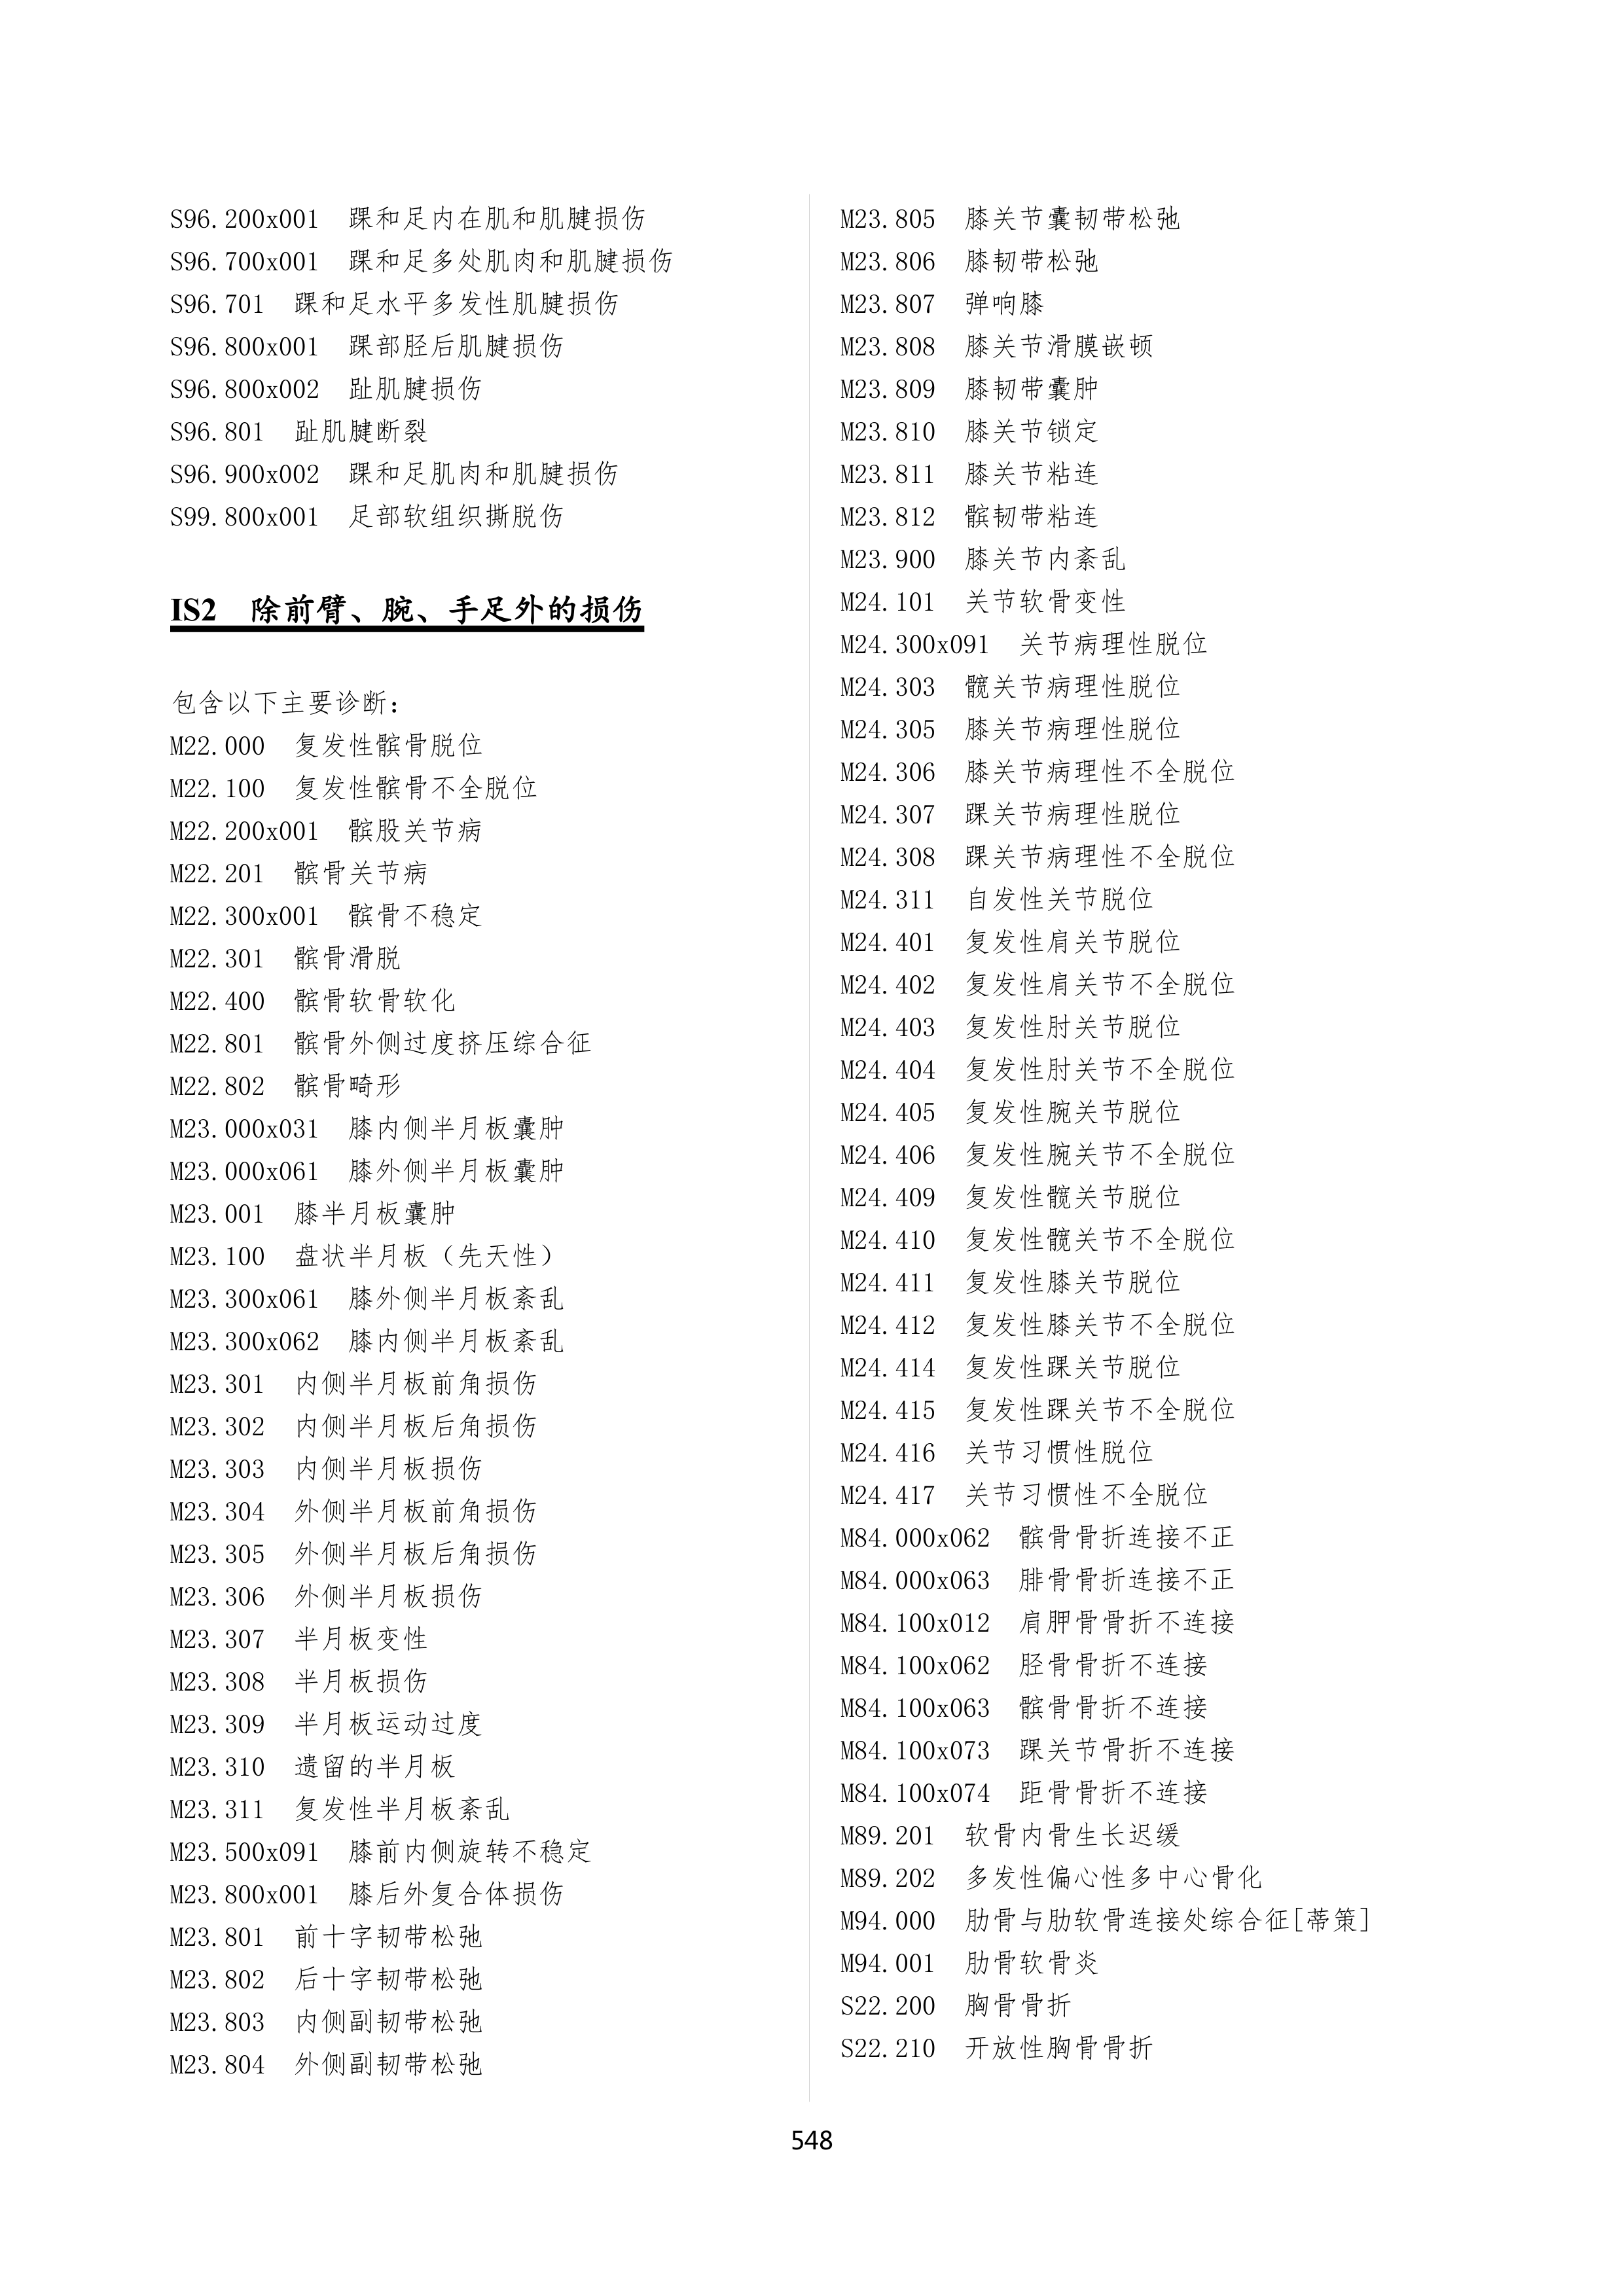 S96.200x001 踝和足内在肌和肌腱损伤
S96.700x001 踝和足多处肌肉和肌腱损伤
S96.701 踝和足水平多发性肌腱损伤
S96.800x001 踝部胫后肌腱损伤
S96.800x002 趾肌腱损伤
S96.801 趾肌腱断裂
S96.900x002 踝和足肌肉和肌腱损伤
S99.800x001 足部软组织撕脱伤
IS2 除前臂、腕、手足外的损伤
包含以下主要诊断:
M22.000 复发性髌骨脱位
M22.100 复发性髌骨不全脱位
M22.200x001 髌股关节病
M22.201 髌骨关节病
M22.300x001 髌骨不稳定
M22.301 髌骨滑脱
M22.400 髌骨软骨软化
M22.801 髌骨外侧过度挤压综合征
M22.802 髌骨畸形
M23.000x031 膝内侧半月板囊肿
M23.000x061 膝外侧半月板囊肿
M23.001 膝半月板囊肿
M23.100 盘状半月板（先天性）
M23.300x061 膝外侧半月板紊乱
M23.300x062 膝内侧半月板紊乱
M23.301 内侧半月板前角损伤
M23.302 内侧半月板后角损伤
M23.303 内侧半月板损伤
M23.304 外侧半月板前角损伤
M23.305 外侧半月板后角损伤
M23.306 外侧半月板损伤
M23.307 半月板变性
M23.308 半月板损伤
M23.309 半月板运动过度
M23.310 遗留的半月板
M23.311 复发性半月板紊乱
M23.500x091 膝前内侧旋转不稳定
M23.800x001 膝后外复合体损伤
M23.801 前十字韧带松弛
M23.802 后十字韧带松弛
M23.803 内侧副韧带松弛
M23.804 外侧副韧带松弛
M23.805 膝关节囊韧带松弛
M23.806 膝韧带松弛
M23.807 弹响膝
M23.808 膝关节滑膜嵌顿
M23.809 膝韧带囊肿
M23.810 膝关节锁定
M23.811 膝关节粘连
M23.812 髌韧带粘连
M23.900 膝关节内紊乱
M24.101 关节软骨变性
M24.300x091 关节病理性脱位
M24.303 髋关节病理性脱位
M24.305 膝关节病理性脱位
M24.306 膝关节病理性不全脱位
M24.307 踝关节病理性脱位
M24.308 踝关节病理性不全脱位
M24.311 自发性关节脱位
M24.401 复发性肩关节脱位
M24.402 复发性肩关节不全脱位
M24.403 复发性肘关节脱位
M24.404 复发性肘关节不全脱位
M24.405 复发性腕关节脱位
M24.406 复发性腕关节不全脱位
M24.409 复发性髋关节脱位
M24.410 复发性髋关节不全脱位
M24.411 复发性膝关节脱位
M24.412 复发性膝关节不全脱位
M24.414 复发性踝关节脱位
M24.415 复发性踝关节不全脱位
M24.416 关节习惯性脱位
M24.417 关节习惯性不全脱位
M84.000x062 髌骨骨折连接不正
M84.000x063 腓骨骨折连接不正
M84.100x012 肩胛骨骨折不连接
M84.100x062 胫骨骨折不连接
M84.100x063 髌骨骨折不连接
M84.100x073 踝关节骨折不连接
M84.100x074 距骨骨折不连接
M89.201 软骨内骨生长迟缓
M89.202 多发性偏心性多中心骨化
M94.000 肋骨与肋软骨连接处综合征[蒂策]
M94.001 肋骨软骨炎
S22.200 胸骨骨折
S22.210 开放性胸骨骨折
548